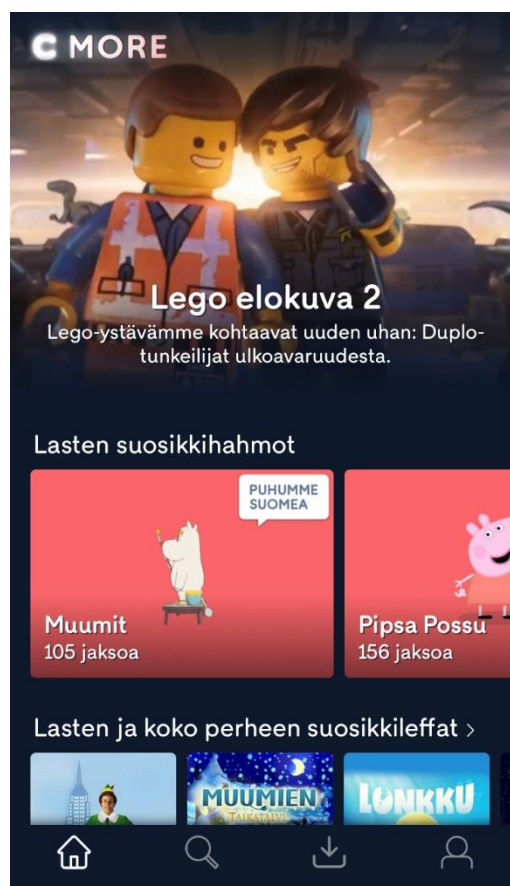 C MORE
Lego elokuva 2
Lego-ystävämme kohtaavat uuden uhan: Duplo-
tunkeilijat ulkoavaruudesta.
Lasten suosikkihahmot
PUHUMME
SUOMEA
Muumit
105 jaksoa
Pipsa Possu
156 jaksoa
Lasten ja koko perheen suosikkileffat >
MUUMIEN
TAIKATALVI
LONKKU